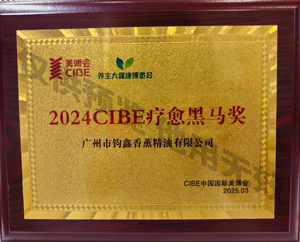 美博会
CIBE
养生大健康博览会
2024CIBE疗愈黑马奖
广州市钧鑫香薰精油有限公司
CIBE中国国际美博会
2025.03